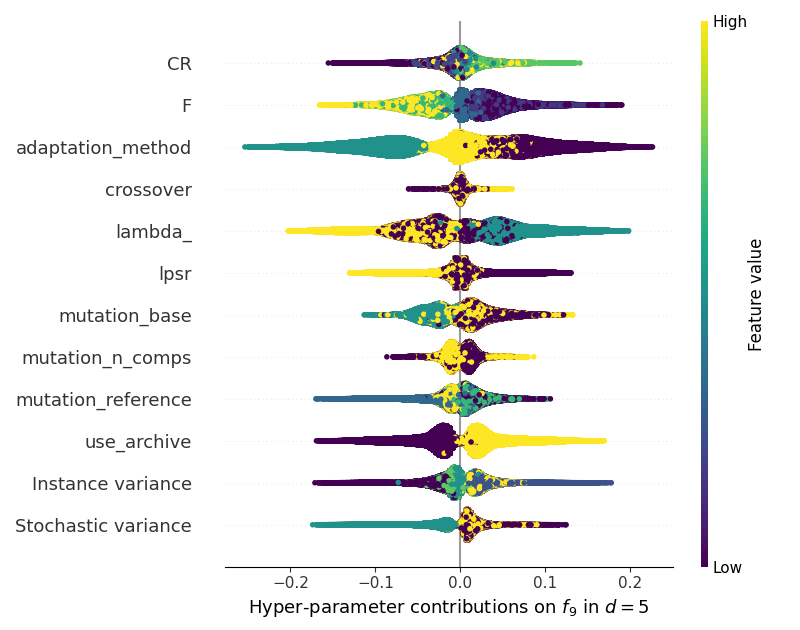 High
CR
F
adaptation_method
crossover
lambda_
lpsr
mutation_base
mutation_n_comps
mutation_reference
use_archive
Instance variance
Stochastic variance
Feature value
Low
−0.2 −0.1 0.0 0.1 0.2
Hyper-parameter contributions on f₉ in d = 5